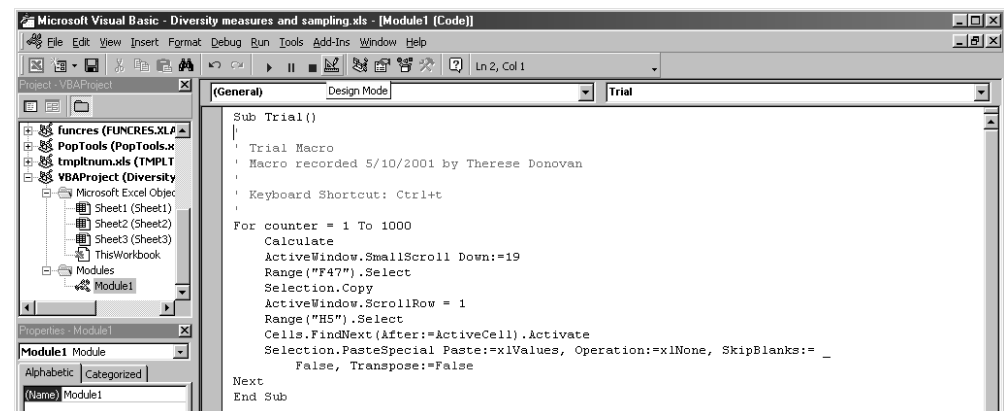 Microsoft Visual Basic - Diversity measures and sampling.xls - [Module1 (Code)]
File Edit View Insert Format Debug Run Tools Add-Ins Window Help
Ln 2, Col 1
Project - VBAProject
funcres (FUNCRES.XLA
PopTools (PopTools.x
tmpltnum.xls (TMPLT
VBAProject (Diversity
Microsoft Excel Objec
Sheet1 (Sheet1)
Sheet2 (Sheet2)
Sheet3 (Sheet3)
ThisWorkbook
Modules
Module1
Properties - Module1
Module1 Module
Alphabetic Categorized
(Name) Module1
(General) Design Mode Trial
Sub Trial()
'
' Trial Macro
' Macro recorded 5/10/2001 by Therese Donovan
'
' Keyboard Shortcut: Ctrl+t
'
For counter = 1 To 1000
Calculate
ActiveWindow.SmallScroll Down:=19
Range("F47").Select
Selection.Copy
ActiveWindow.ScrollRow = 1
Range("H5").Select
Cells.FindNext(After:=ActiveCell).Activate
Selection.PasteSpecial Paste:=xlValues, Operation:=xlNone, SkipBlanks:= _
False, Transpose:=False
Next
End Sub